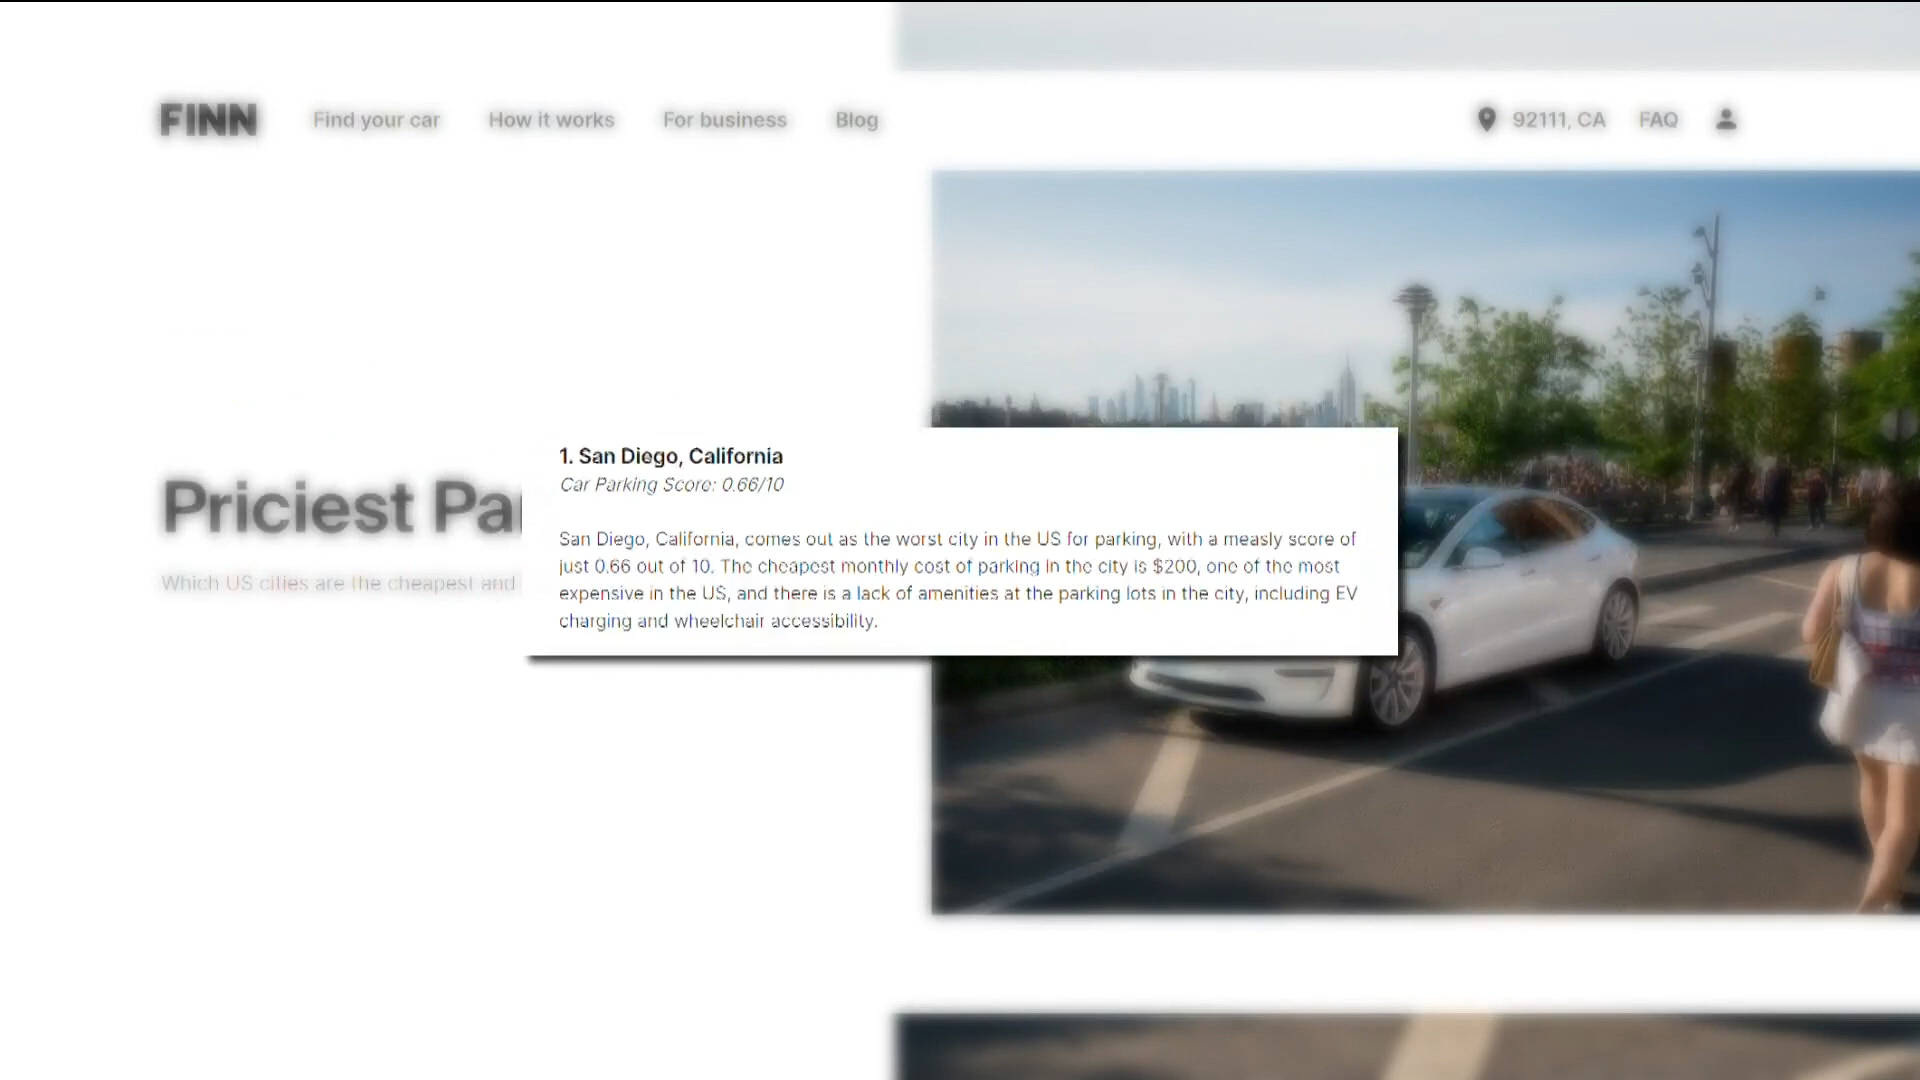 FINN
Find your car
How it works
For business
Blog
92111, CA
FAQ
Priciest
Which US cities are the cheapest and
1. San Diego, California
Car Parking Score: 0.66/10
San Diego, California, comes out as the worst city in the US for parking, with a measly score of
just 0.66 out of 10. The cheapest monthly cost of parking in the city is $200, one of the most
expensive in the US, and there is a lack of amenities at the parking lots in the city, including EV
charging and wheelchair accessibility.